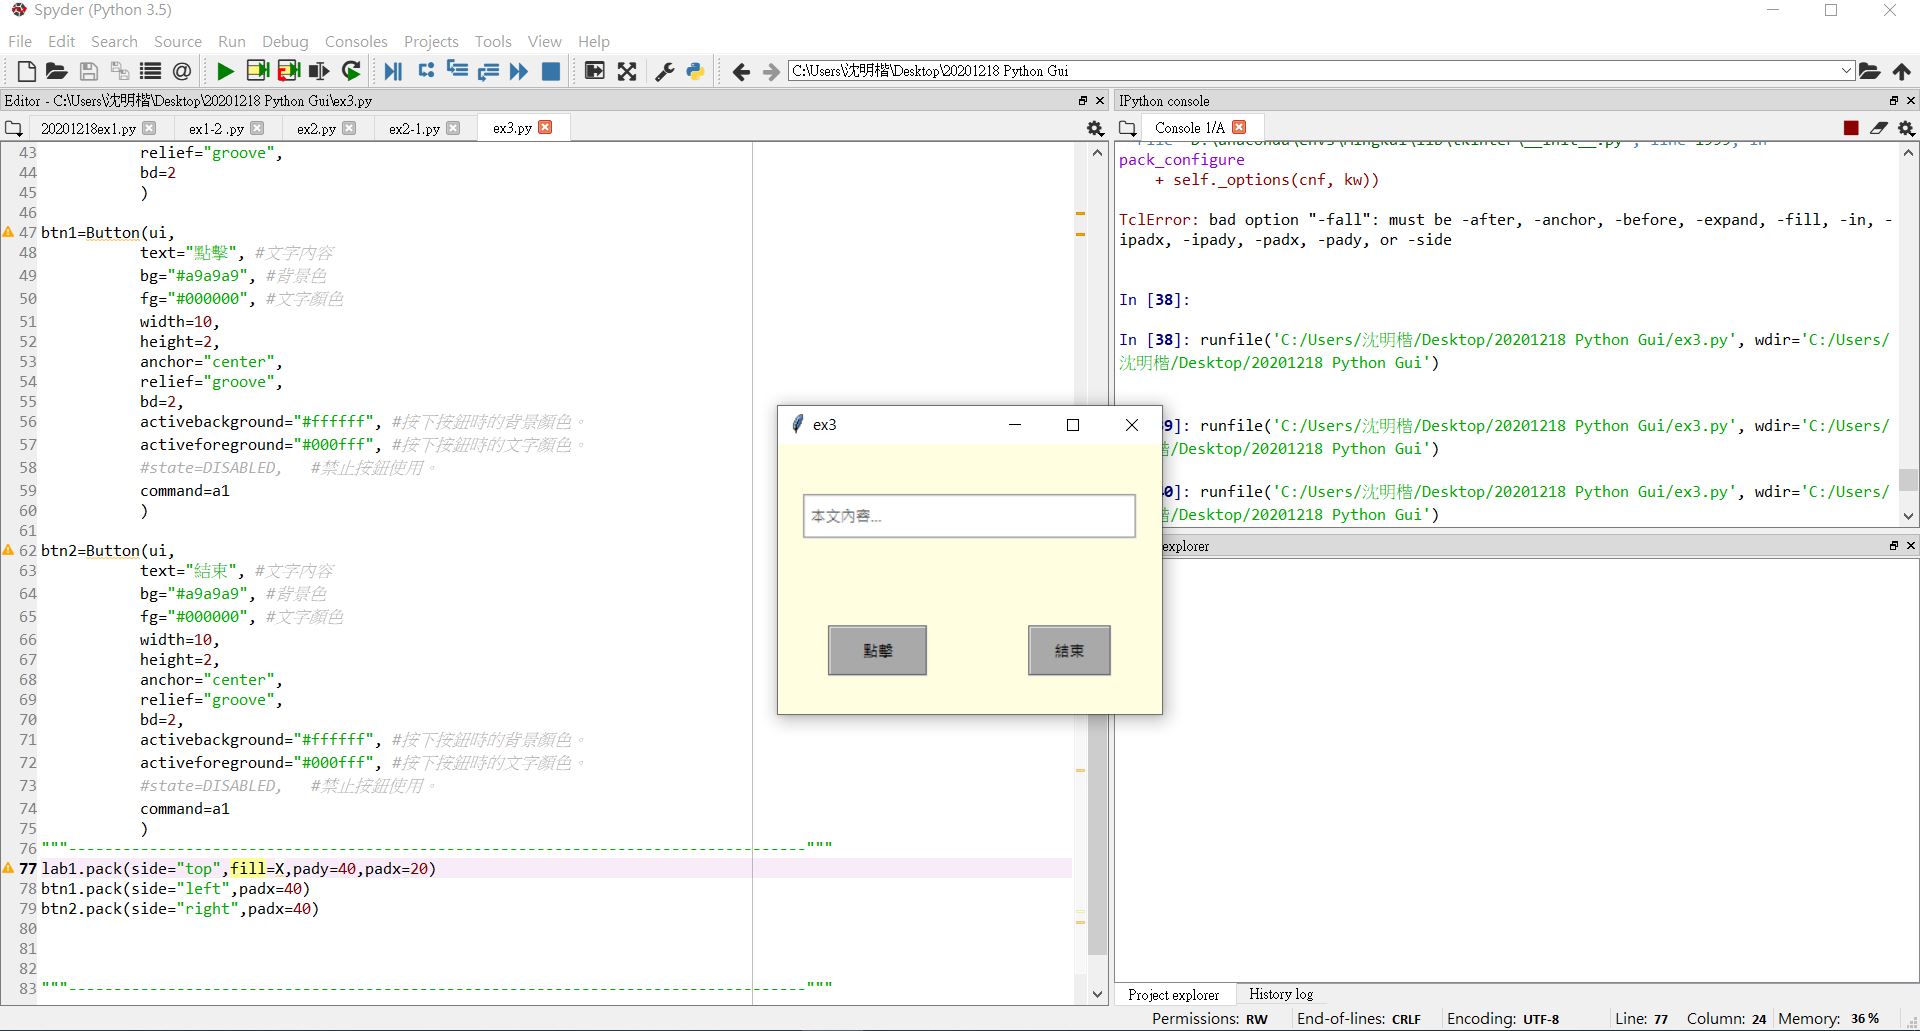 Spyder (Python 3.5)
File Edit Search Source Run Debug Consoles Projects Tools View Help
C:\Users\沈明楷\Desktop\20201218 Python Gui
Editor - C:\Users\沈明楷\Desktop\20201218 Python Gui\ex3.py
20201218ex1.py ex1-2 .py ex2.py ex2-1.py ex3.py
43 relief="groove",
44 bd=2
45 )
46
47 btn1=Button(ui,
48 text="點擊", #文字內容
49 bg="#a9a9a9", #背景色
50 fg="#000000", #文字顏色
51 width=10,
52 height=2,
53 anchor="center",
54 relief="groove",
55 bd=2,
56 activebackground="#ffffff", #按下按鈕時的背景顏色。
57 activeforeground="#000fff", #按下按鈕時的文字顏色。
58 #state=DISABLED, #禁止按鈕使用。
59 command=a1
60 )
61
62 btn2=Button(ui,
63 text="結束", #文字內容
64 bg="#a9a9a9", #背景色
65 fg="#000000", #文字顏色
66 width=10,
67 height=2,
68 anchor="center",
69 relief="groove",
70 bd=2,
71 activebackground="#ffffff", #按下按鈕時的背景顏色。
72 activeforeground="#000fff", #按下按鈕時的文字顏色。
73 #state=DISABLED, #禁止按鈕使用。
74 command=a1
75 )
76 """----------------------------------------------------------------------------------"""
77 lab1.pack(side="top",fill=X,pady=40,padx=20)
78 btn1.pack(side="left",padx=40)
79 btn2.pack(side="right",padx=40)
80
81
82
83 """----------------------------------------------------------------------------------"""
ex3
本文內容...
點擊 結束
IPython console
Console 1/A
pack_configure
+ self._options(cnf, kw))
TclError: bad option "-fall": must be -after, -anchor, -before, -expand, -fill, -in, -
ipadx, -ipady, -padx, -pady, or -side
In [38]:
In [38]: runfile('C:/Users/沈明楷/Desktop/20201218 Python Gui/ex3.py', wdir='C:/Users/
沈明楷/Desktop/20201218 Python Gui')
9]: runfile('C:/Users/沈明楷/Desktop/20201218 Python Gui/ex3.py', wdir='C:/Users/
/Desktop/20201218 Python Gui')
0]: runfile('C:/Users/沈明楷/Desktop/20201218 Python Gui/ex3.py', wdir='C:/Users/
/Desktop/20201218 Python Gui')
explorer
Project explorer History log
Permissions: RW End-of-lines: CRLF Encoding: UTF-8 Line: 77 Column: 24 Memory: 36 %